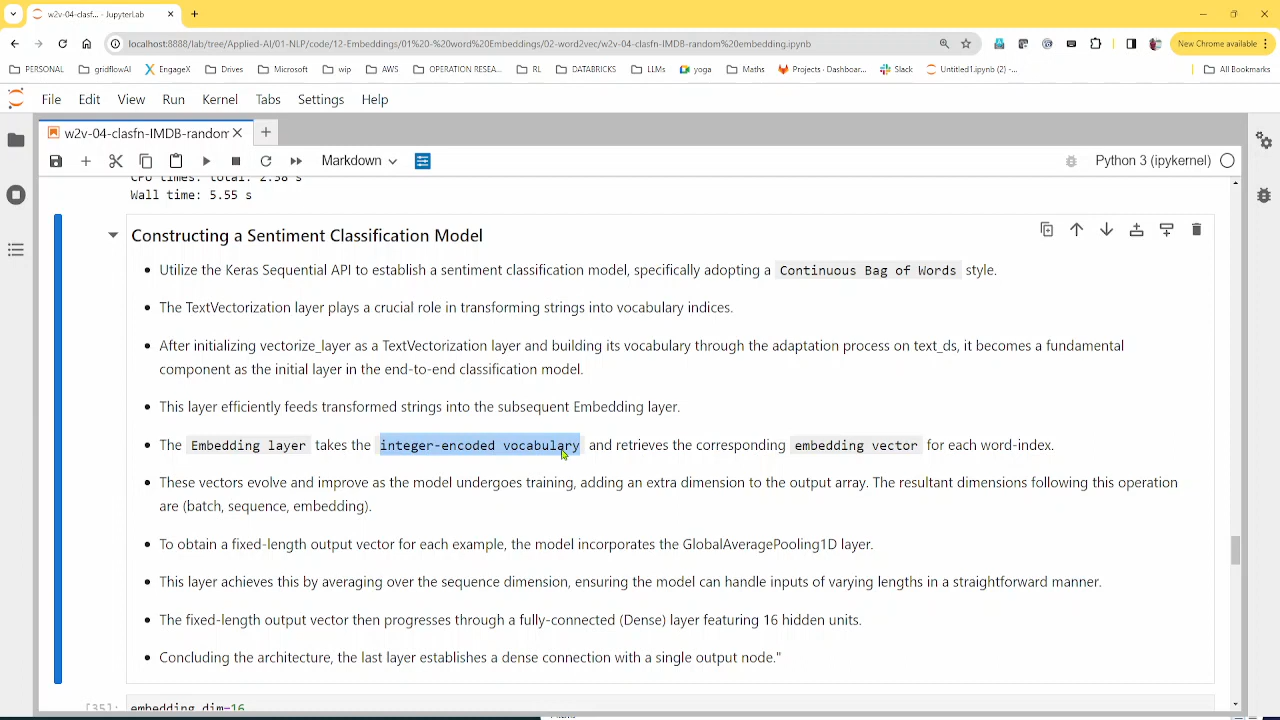 w2v-04-clasf... - JupyterLab
localhost:8888/lab/tree/Applied-AI/01-NLP/code/12_Embeddings/01%20-%20word%20Embeddings/02-word2vec/w2v-04-clasfn-IMDB-random%20embedding.ipynb
New Chrome available
PERSONAL
gridflowAI
EngageX
Drives
Microsoft
wip
AWS
OPERATION RESEA...
RL
DATABRICKS
LLMs
yoga
Maths
Projects · Dashboar...
Slack
Untitled1.ipynb (2) -...
All Bookmarks
File Edit View Run Kernel Tabs Settings Help
w2v-04-clasfn-IMDB-random
Markdown
Python 3 (ipykernel)
CPU times: total: 2.58 s
Wall time: 5.55 s
Constructing a Sentiment Classification Model
• Utilize the Keras Sequential API to establish a sentiment classification model, specifically adopting a Continuous Bag of Words style.
• The TextVectorization layer plays a crucial role in transforming strings into vocabulary indices.
• After initializing vectorize_layer as a TextVectorization layer and building its vocabulary through the adaptation process on text_ds, it becomes a fundamental
component as the initial layer in the end-to-end classification model.
• This layer efficiently feeds transformed strings into the subsequent Embedding layer.
• The Embedding layer takes the integer-encoded vocabulary and retrieves the corresponding embedding vector for each word-index.
• These vectors evolve and improve as the model undergoes training, adding an extra dimension to the output array. The resultant dimensions following this operation
are (batch, sequence, embedding).
• To obtain a fixed-length output vector for each example, the model incorporates the GlobalAveragePooling1D layer.
• This layer achieves this by averaging over the sequence dimension, ensuring the model can handle inputs of varying lengths in a straightforward manner.
• The fixed-length output vector then progresses through a fully-connected (Dense) layer featuring 16 hidden units.
• Concluding the architecture, the last layer establishes a dense connection with a single output node."
[35]: embedding_dim=16